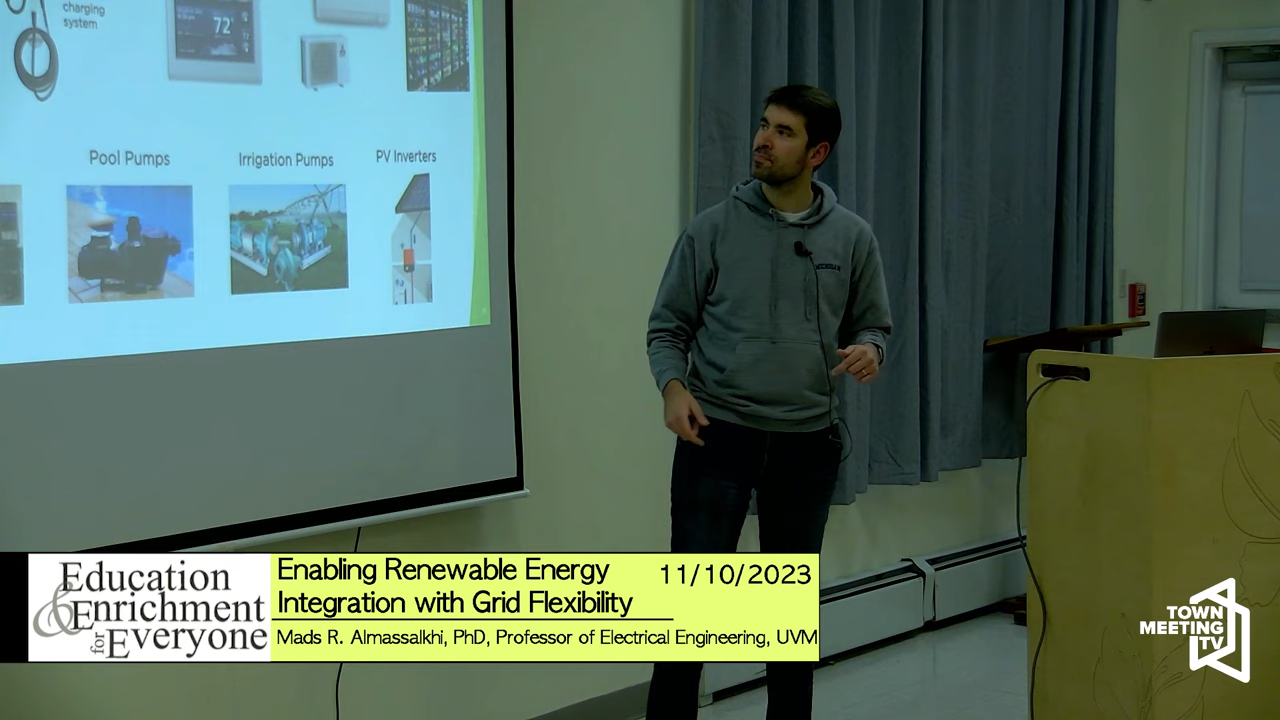 charging
system
72°
Pool Pumps
Irrigation Pumps
PV Inverters
MICHIGAN
Education
& Enrichment
for Everyone
Enabling Renewable Energy 11/10/2023
Integration with Grid Flexibility
Mads R. Almassalkhi, PhD, Professor of Electrical Engineering, UVM
TOWN
MEETING
TV